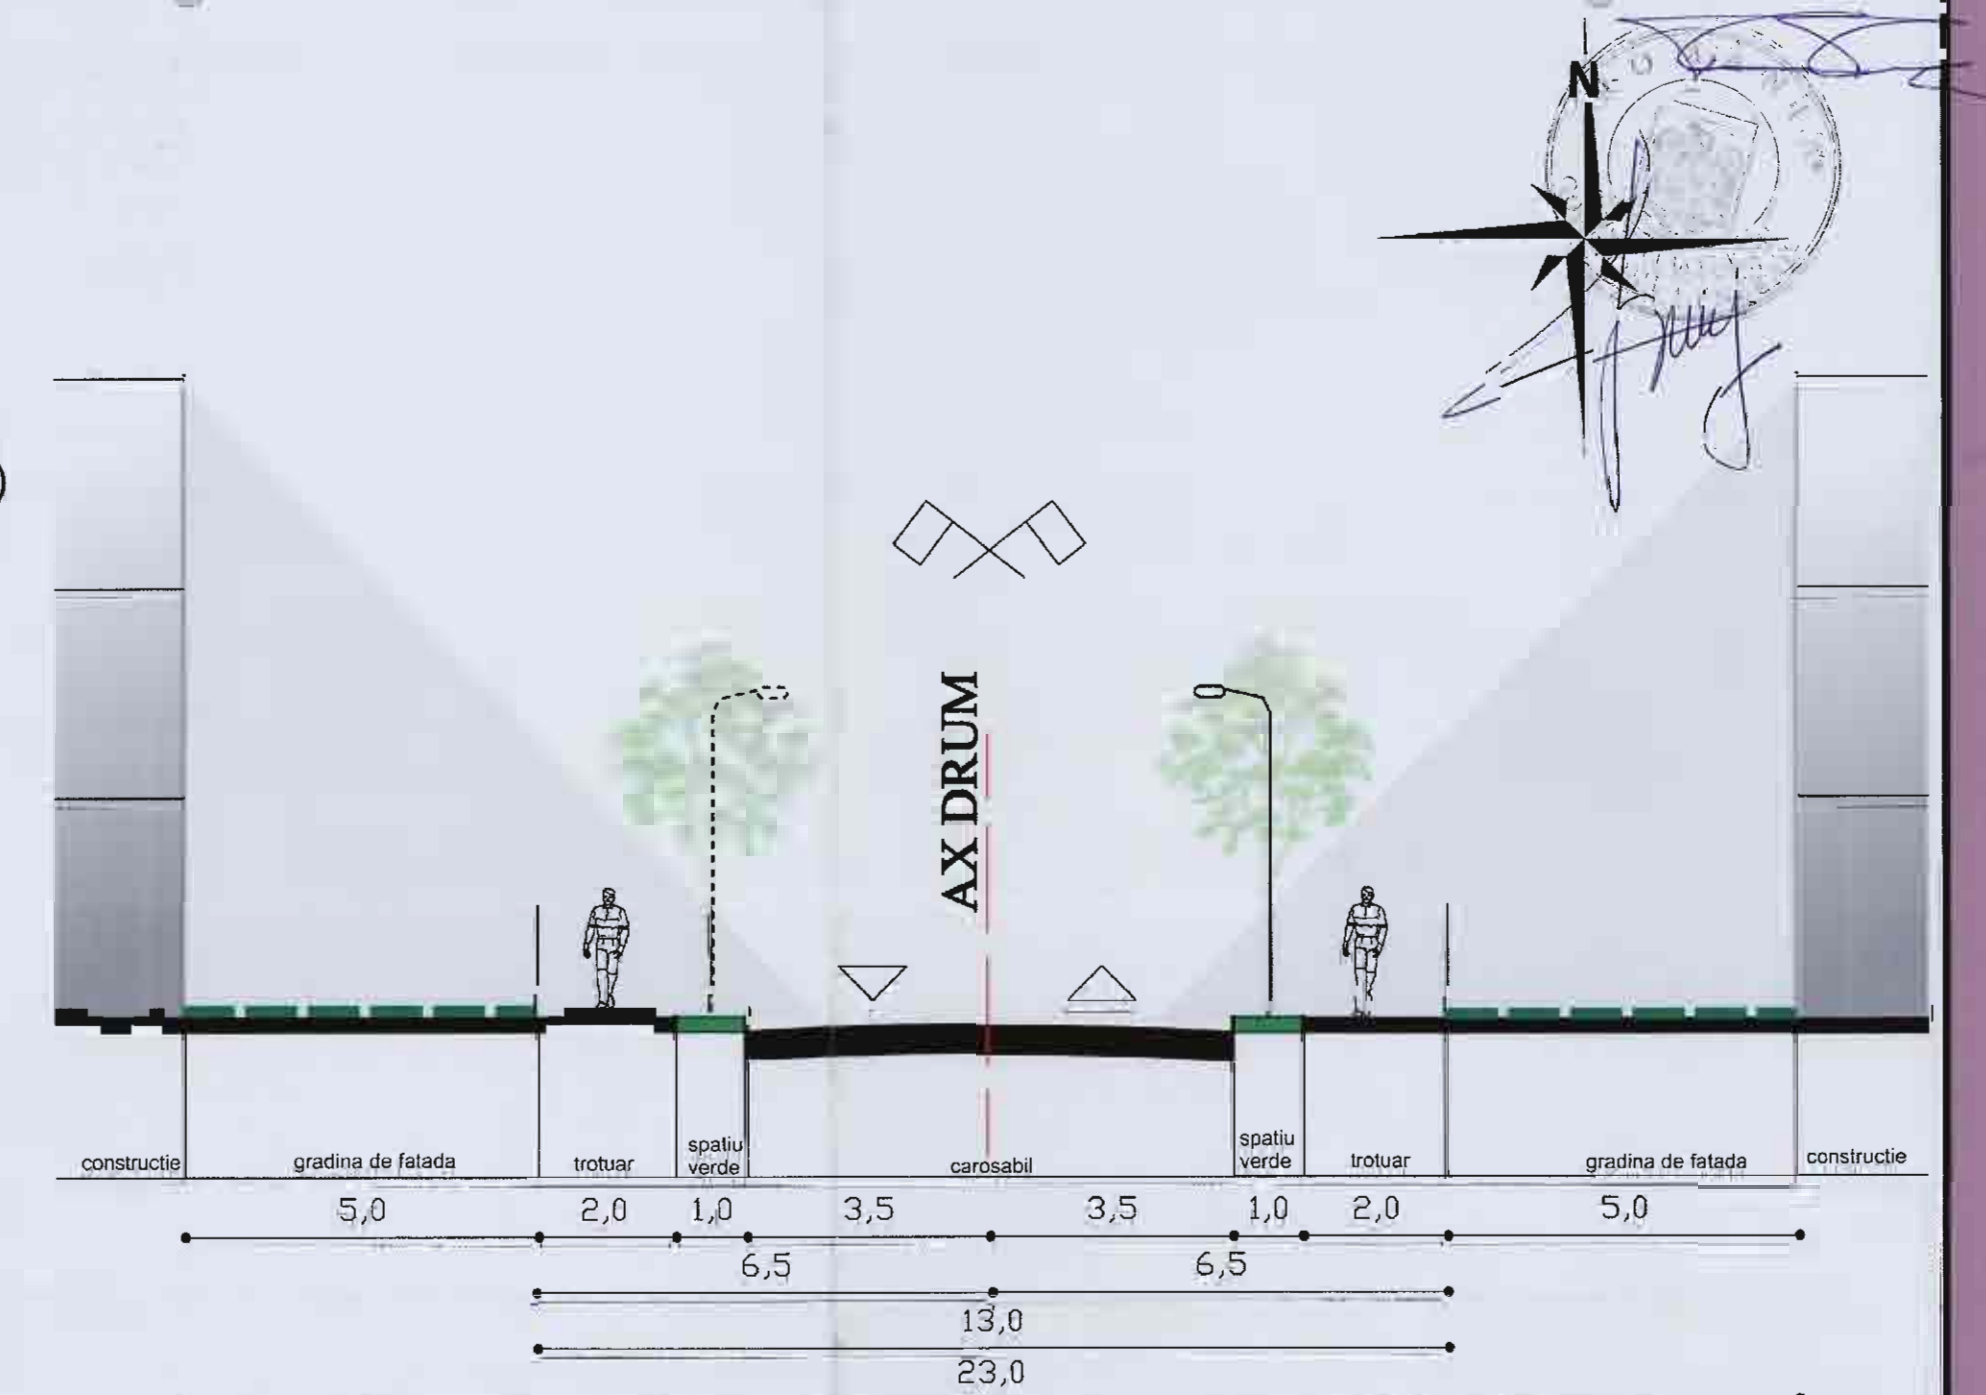 N
AX DRUM
constructie
gradina de fatada
trotuar
spatiu
verde
carosabil
spatiu
verde
trotuar
gradina de fatada
constructie
5,0 2,0 1,0 3,5 3,5 1,0 2,0 5,0
6,5 6,5
13,0
23,0